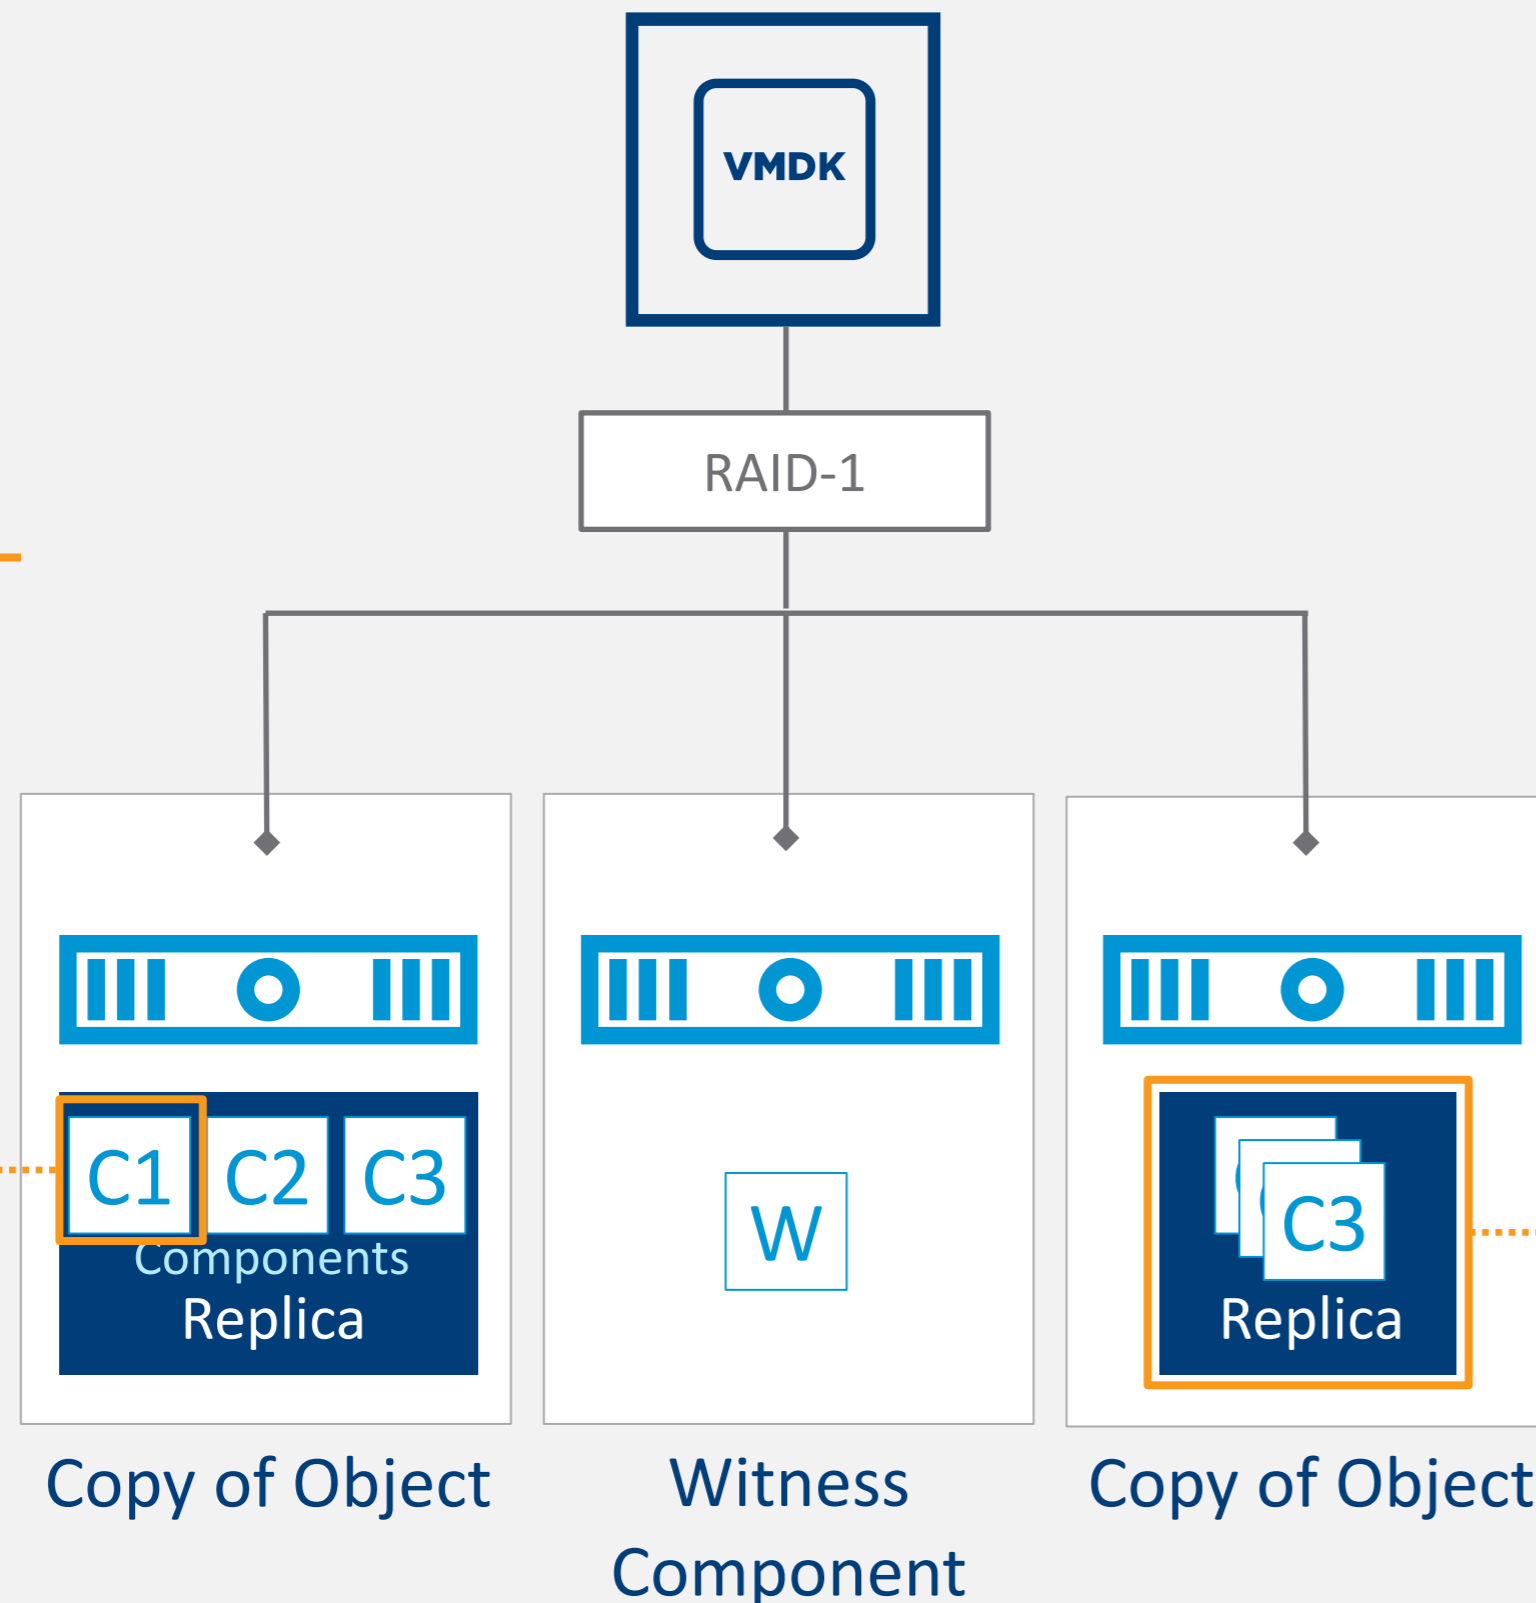 VMDK
RAID-1
C1 C2 C3
Components
Replica
W
C3
Replica
Copy of Object
Witness
Component
Copy of Object